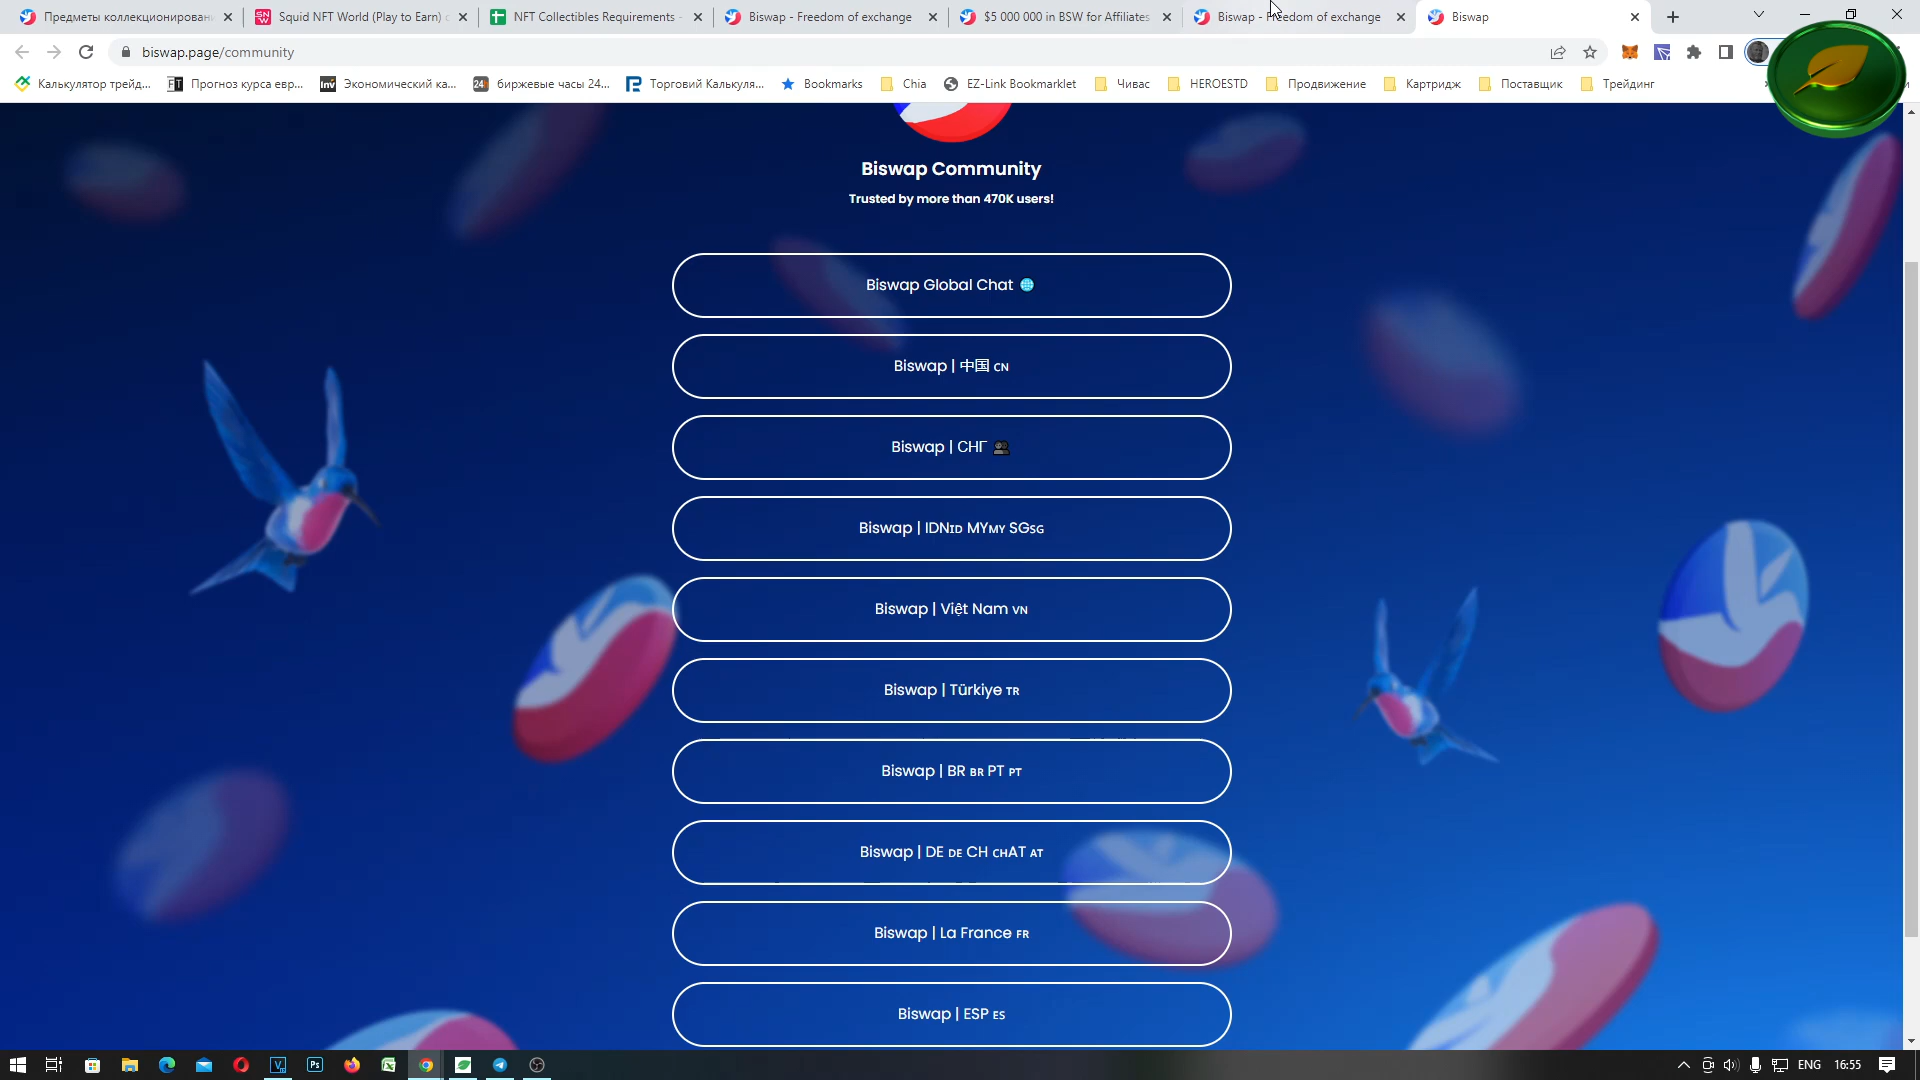 Предметы коллекционирован
Squid NFT World (Play to Earn) c
NFT Collectibles Requirements -
Biswap - Freedom of exchange
$5 000 000 in BSW for Affiliates
Biswap - Freedom of exchange
Biswap
biswap.page/community
Калькулятор трейд...
Прогноз курса евр...
Экономический ка...
биржевые часы 24...
Торговий Калькуля...
Bookmarks
Chia
EZ-Link Bookmarklet
Чивас
HEROESTD
Продвижение
Картридж
Поставщик
Трейдинг
Biswap Community
Trusted by more than 470K users!
Biswap Global Chat
Biswap | 中国 CN
Biswap | СНГ
Biswap | IDNID MYMY SGSG
Biswap | Việt Nam VN
Biswap | Türkiye TR
Biswap | BR BR PT PT
Biswap | DE DE CH CHAT AT
Biswap | La France FR
Biswap | ESP ES
ENG
16:55